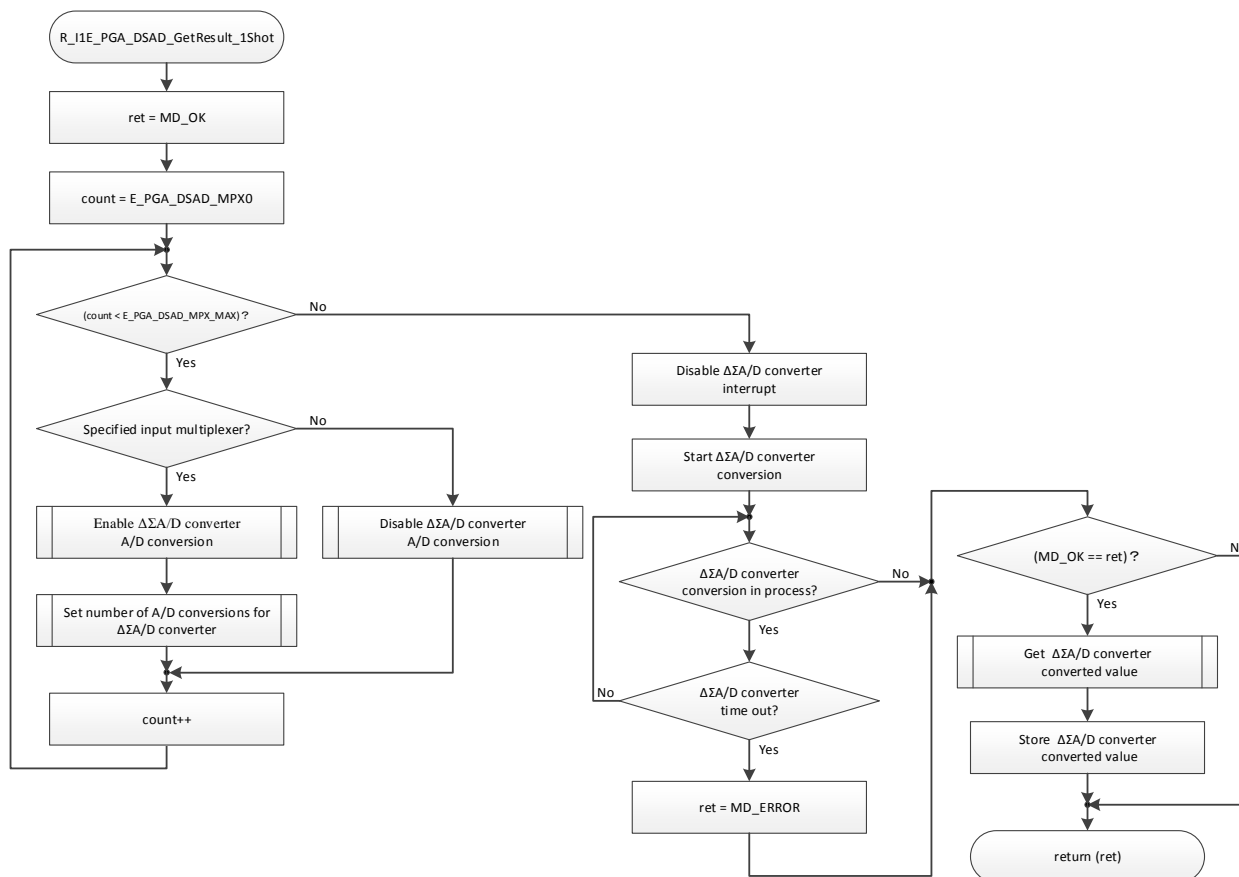 R_I1E_PGA_DSAD_GetResult_1Shot
ret = MD_OK
count = E_PGA_DSAD_MPX0
(count < E_PGA_DSAD_MPX_MAX)?
No
Yes
Specified input multiplexer?
No
Yes
Enable ΔΣA/D converter
A/D conversion
Disable ΔΣA/D converter
A/D conversion
Set number of A/D conversions for
ΔΣA/D converter
count++
Disable ΔΣA/D converter
interrupt
Start ΔΣA/D converter
conversion
ΔΣA/D converter
conversion in process?
No
Yes
ΔΣA/D converter
time out?
No
Yes
ret = MD_ERROR
(MD_OK == ret)?
Yes
Get ΔΣA/D converter
converted value
Store ΔΣA/D converter
converted value
return (ret)